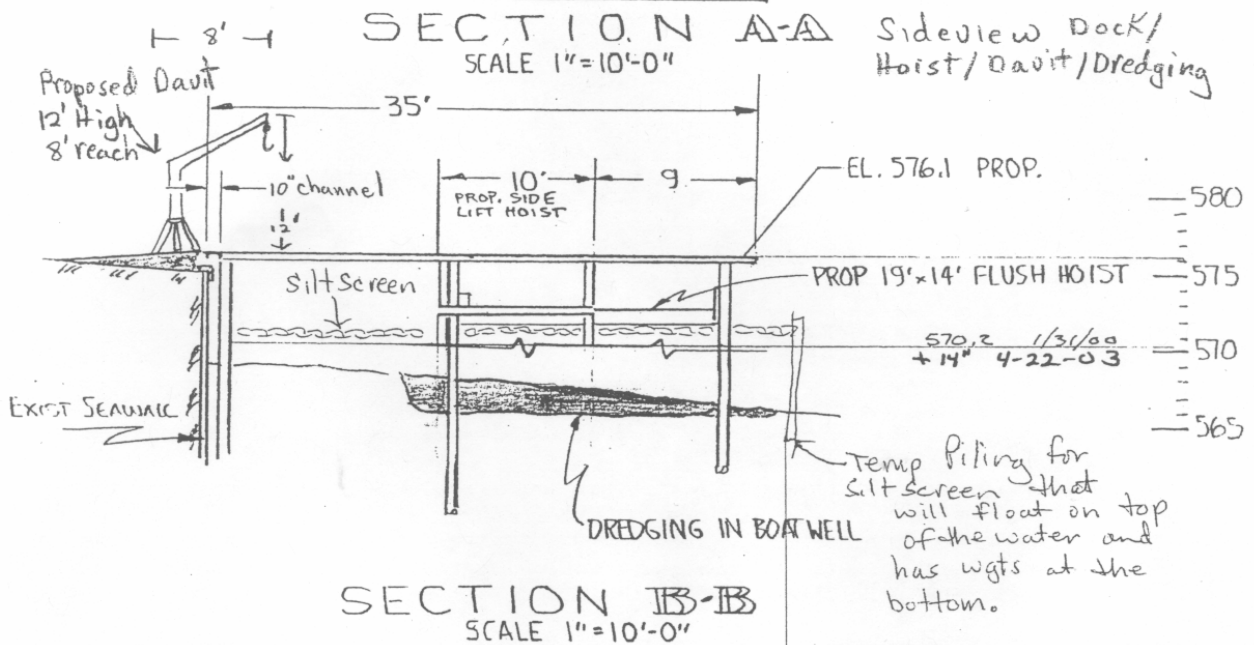 SECTION A-A
SCALE 1"=10'-0"
Sideview Dock/
Hoist/Davit/Dredging
8'
Proposed Davit
12' High
8' reach
35'
10" channel
12'
10'
PROP. SIDE
LIFT HOIST
9
EL. 576.1 PROP.
580
575
570
565
Silt Screen
PROP 19'x14' FLUSH HOIST
570.2 1/31/00
+14" 4-22-03
EXIST SEAWALL
DREDGING IN BOATWELL
Temp Piling for
silt screen that
will float on top
of the water and
has wgts at the
bottom.
SECTION B-B
SCALE 1"=10'-0"